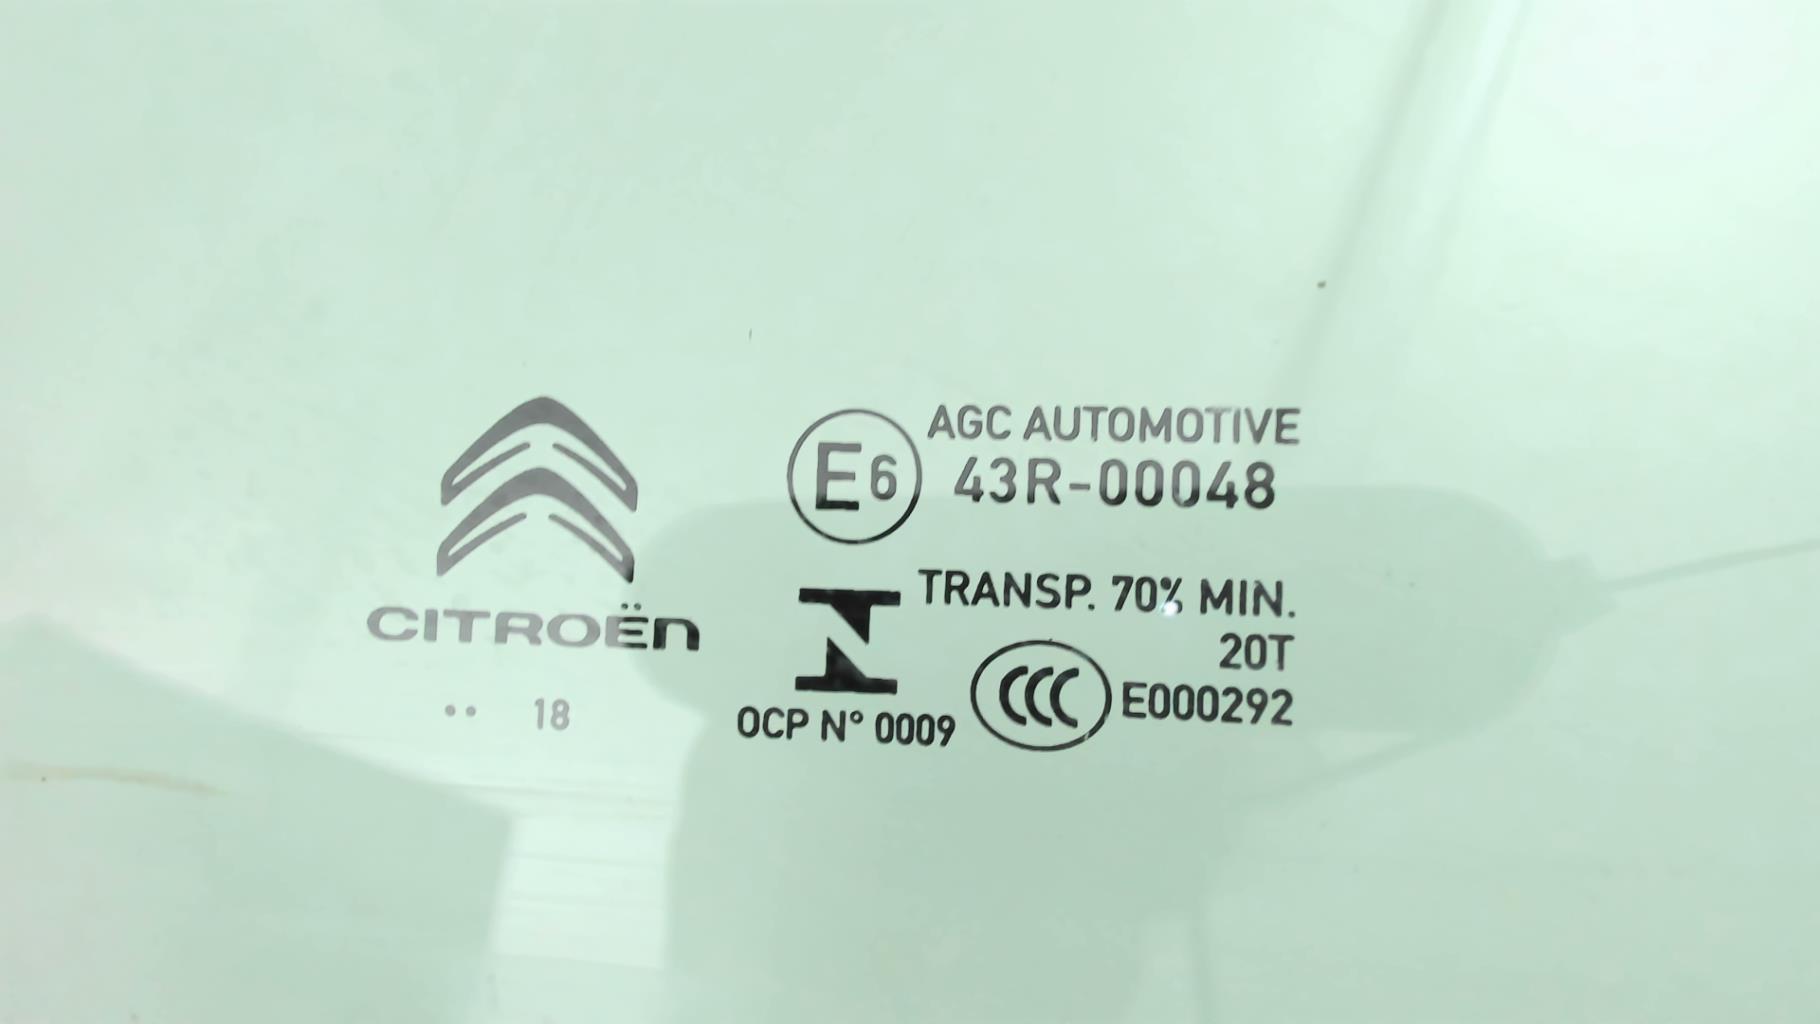 CITROËN
•• 18
E6
AGC AUTOMOTIVE
43R-00048
TRANSP. 70% MIN.
20T
CCC E000292
OCP N° 0009